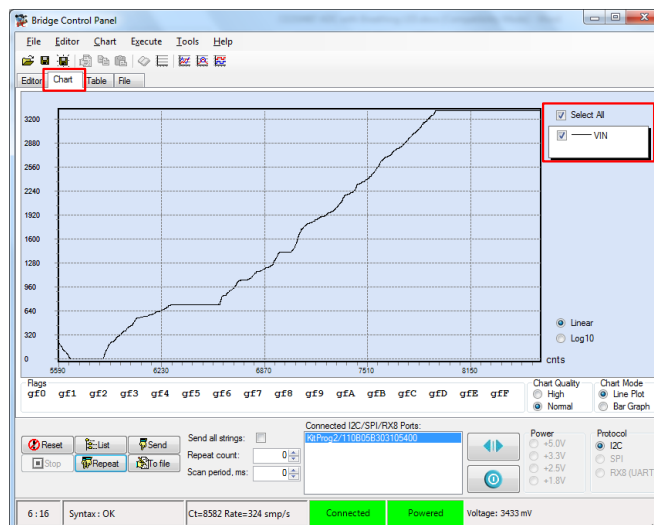 Bridge Control Panel
File Editor Chart Execute Tools Help
Editor Chart Table File
3200
2880
2560
2240
1920
1600
1280
960
640
320
0
5590 6230 6870 7510 8150
Select All
VIN
Linear
Log10
cnts
Flags
gf0 gf1 gf2 gf3 gf4 gf5 gf6 gf7 gf8 gf9 gfA gfB gfC gfD gfE gfF
Chart Quality
High
Normal
Chart Mode
Line Plot
Bar Graph
Reset List Send
Stop Repeat To file
Send all strings:
Repeat count: 0
Scan period, ms: 0
Connected I2C/SPI/RX8 Ports:
KitProg2/110B05B303105400
Power
+5.0V
+3.3V
+2.5V
+1.8V
Protocol
I2C
SPI
RX8 (UART
6:16 Syntax: OK Ct=8582 Rate=324 smp/s Connected Powered Voltage: 3433 mV